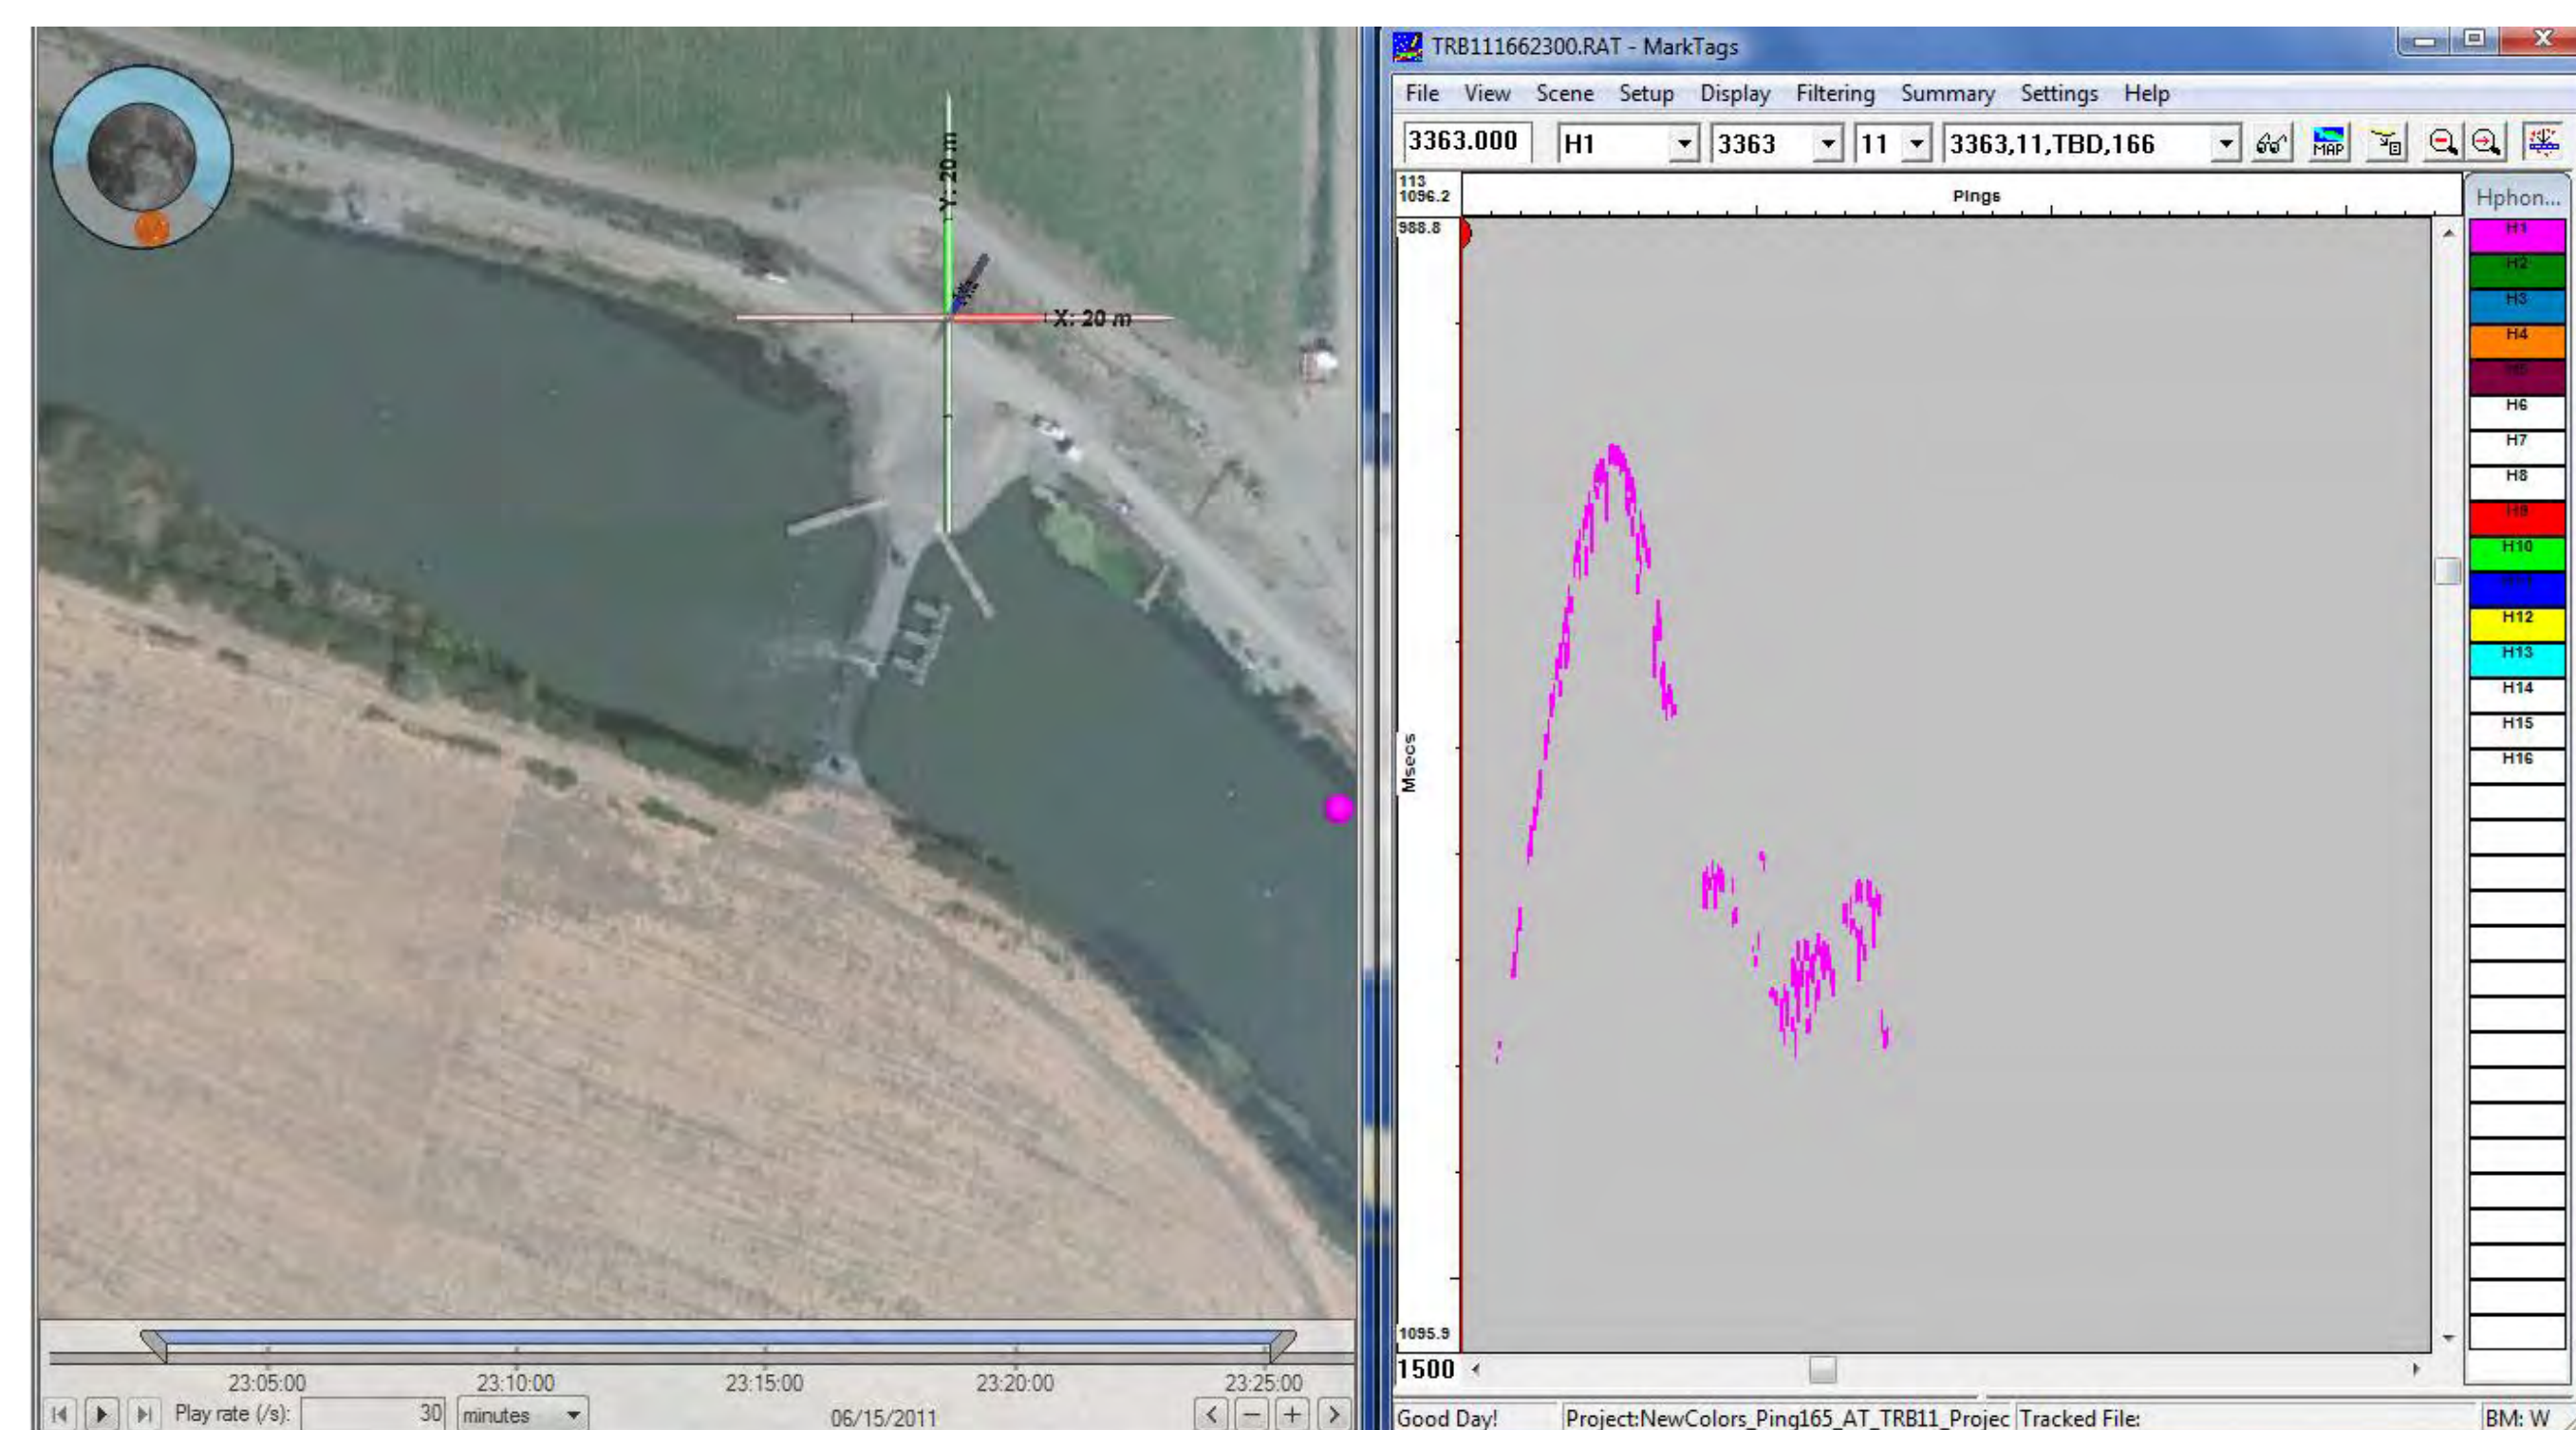 Y: 20 m
X: 20 m
23:05:00 23:10:00 23:15:00 23:20:00 23:25:00
Play rate (/s): 30 minutes 06/15/2011
TRB111662300.RAT - MarkTags
File View Scene Setup Display Filtering Summary Settings Help
3363.000 H1 3363 11 3363,11,TBD,166 MAP
113
1096.2
Pings
988.8
Msecs
1095.9
1500
Hphon...
H1
H2
H3
H4
H6
H7
H8
H9
H10
H12
H13
H14
H15
H16
Good Day! Project:NewColors_Ping165_AT_TRB11_Projec Tracked File: BM: W